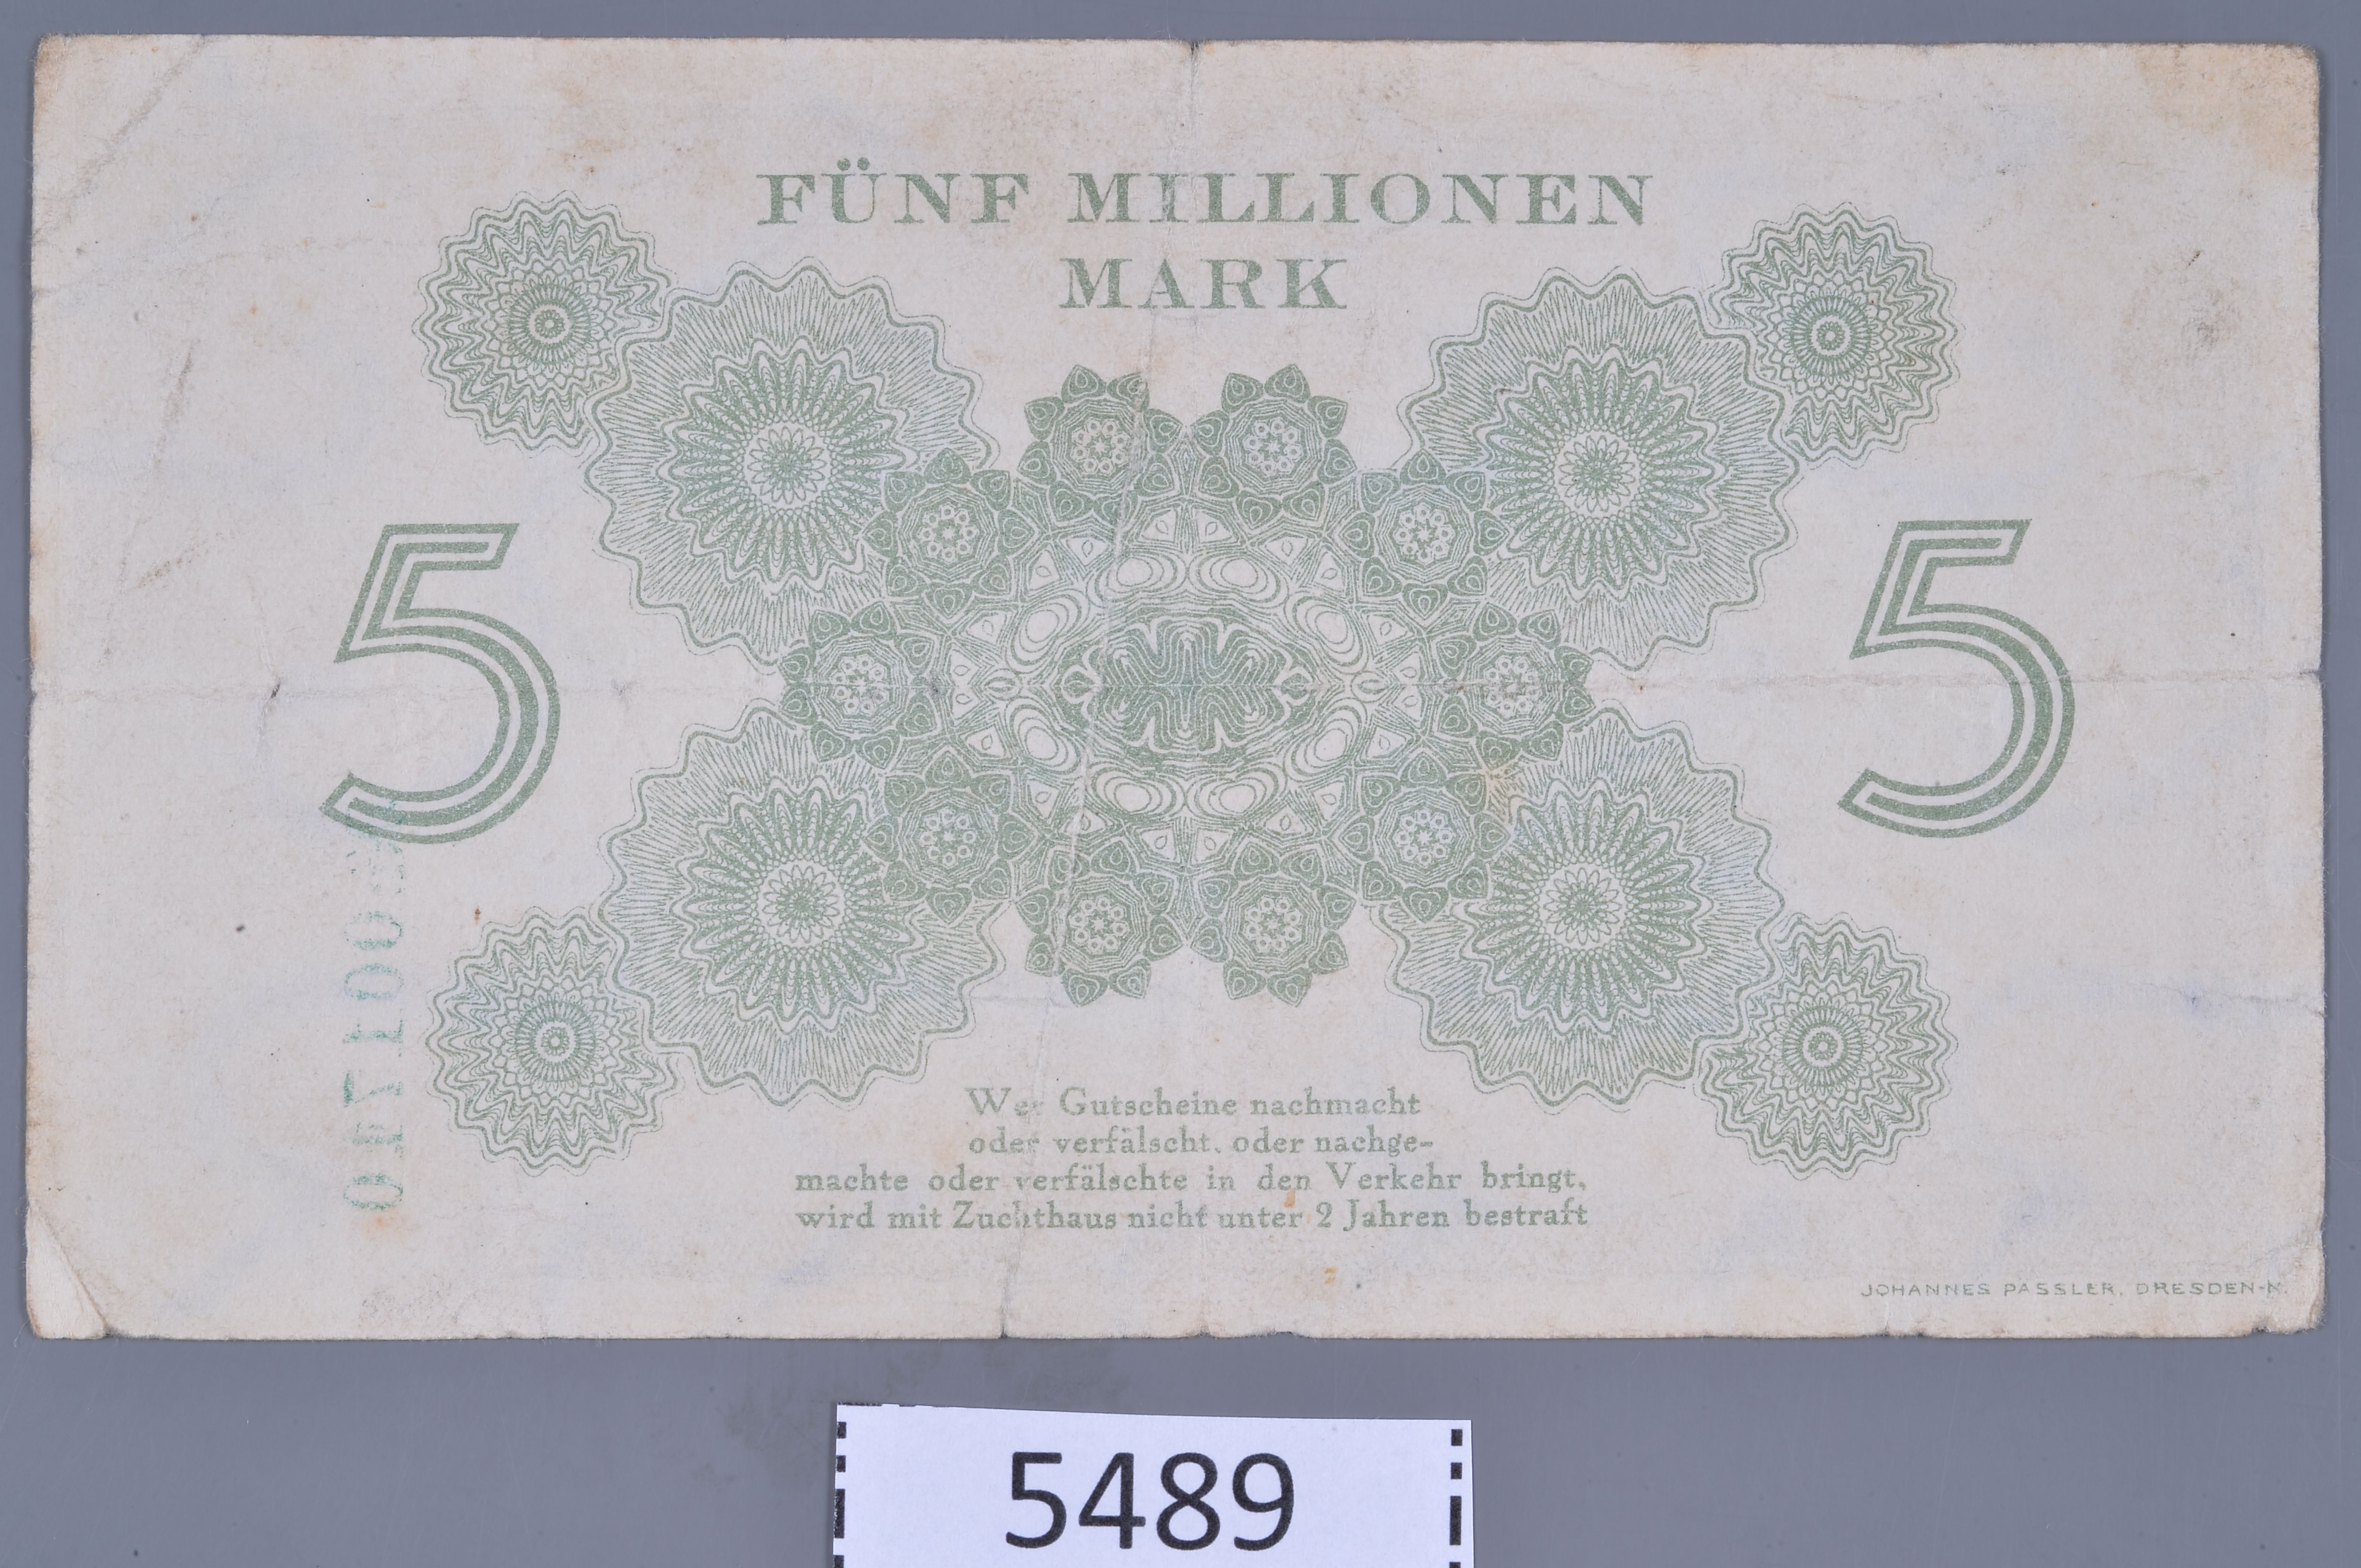 FÜNF MILLIONEN
MARK
5 5
Wer Gutscheine nachmacht
oder verfälscht, oder nachge-
machte oder verfälschte in den Verkehr bringt,
wird mit Zuchthaus nicht unter 2 Jahren bestraft
JOHANNES PASSLER, DRESDEN-N.
5489